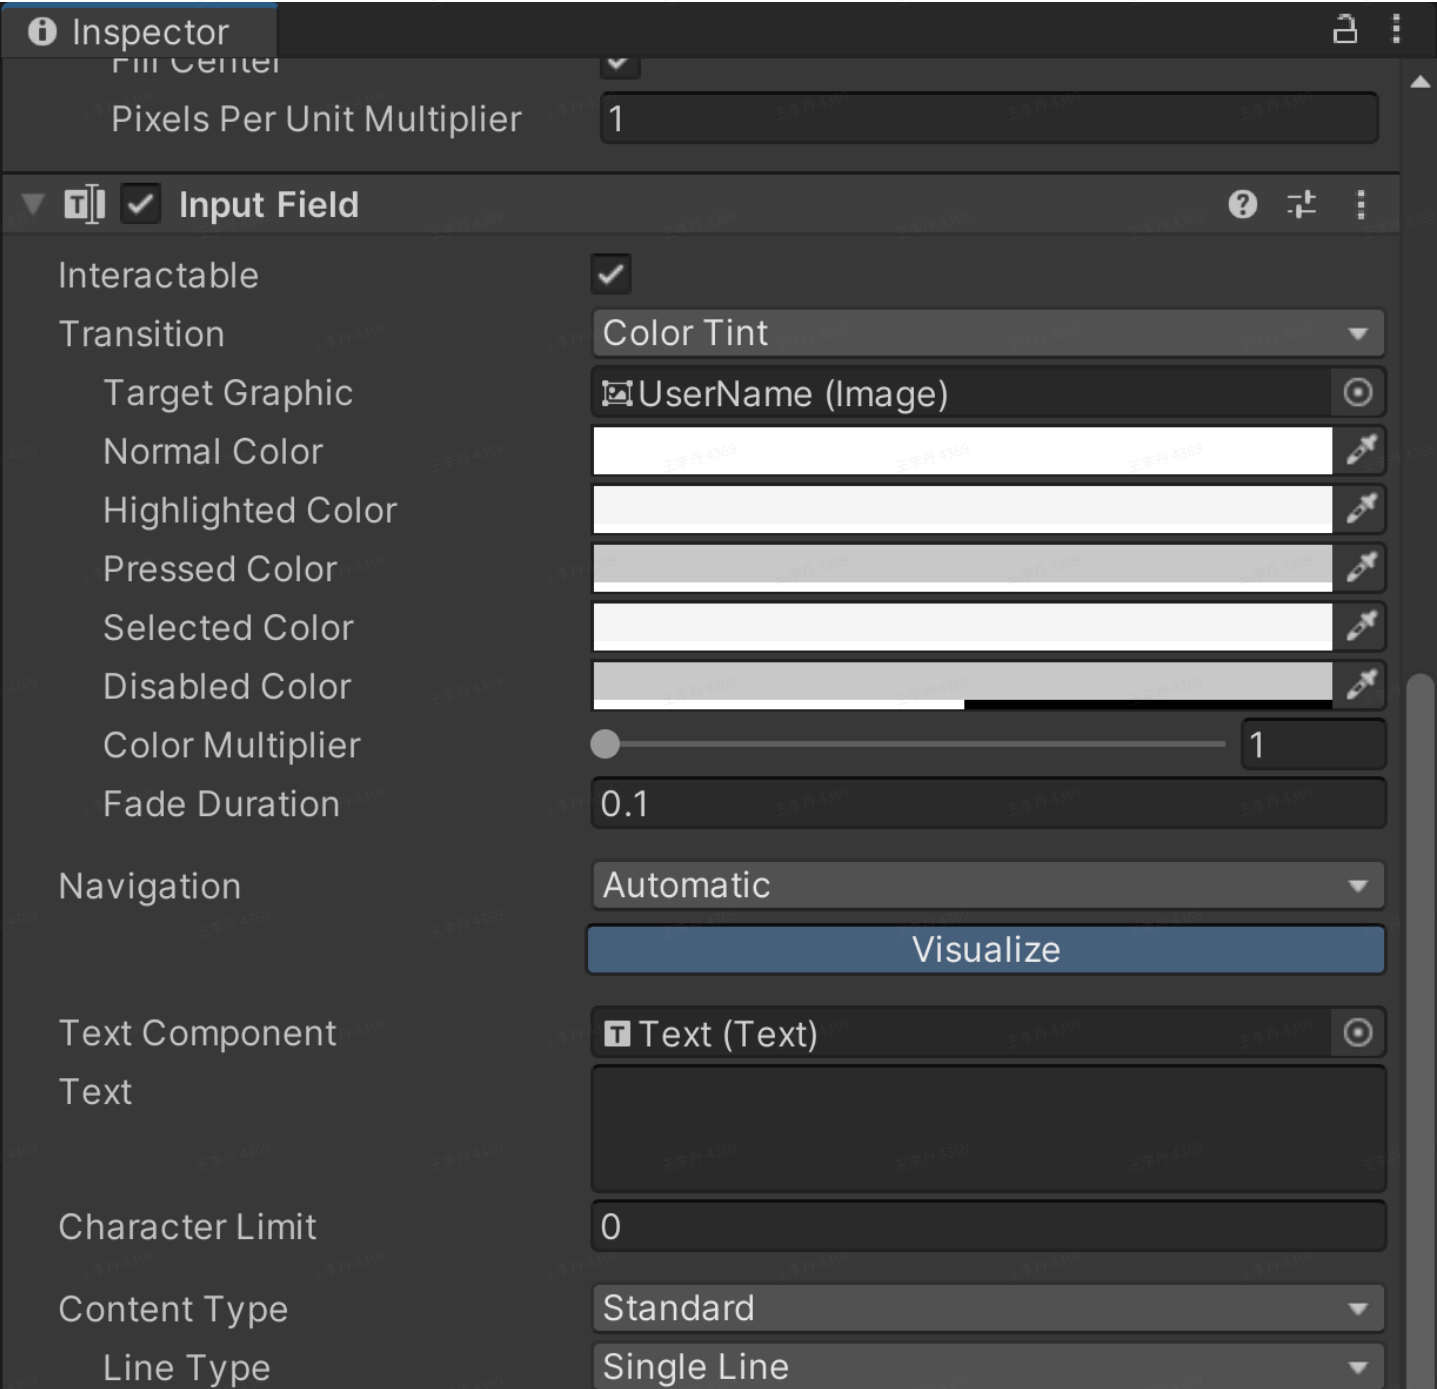 Inspector
Fill Center
Pixels Per Unit Multiplier 1
Input Field
Interactable
Transition Color Tint
Target Graphic UserName (Image)
Normal Color
Highlighted Color
Pressed Color
Selected Color
Disabled Color
Color Multiplier 1
Fade Duration 0.1
Navigation Automatic
Visualize
Text Component Text (Text)
Text
Character Limit 0
Content Type Standard
Line Type Single Line